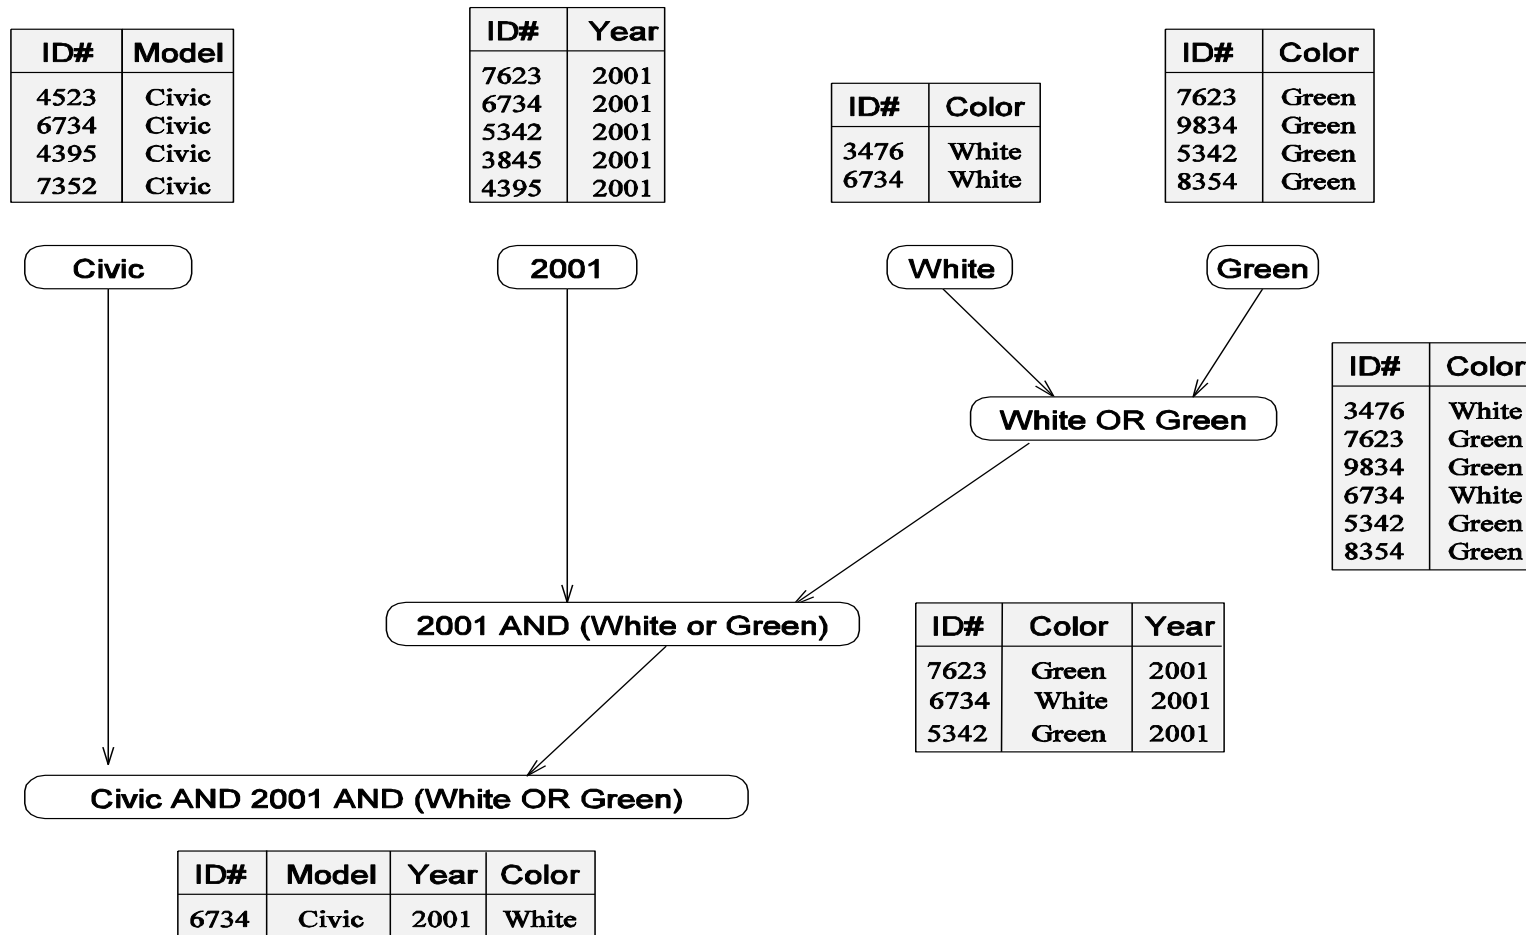 ID# Model
4523 Civic
6734 Civic
4395 Civic
7352 Civic
ID# Year
7623 2001
6734 2001
5342 2001
3845 2001
4395 2001
ID# Color
3476 White
6734 White
ID# Color
7623 Green
9834 Green
5342 Green
8354 Green
Civic
2001
White
Green
White OR Green
ID# Color
3476 White
7623 Green
9834 Green
6734 White
5342 Green
8354 Green
2001 AND (White or Green)
ID# Color Year
7623 Green 2001
6734 White 2001
5342 Green 2001
Civic AND 2001 AND (White OR Green)
ID# Model Year Color
6734 Civic 2001 White